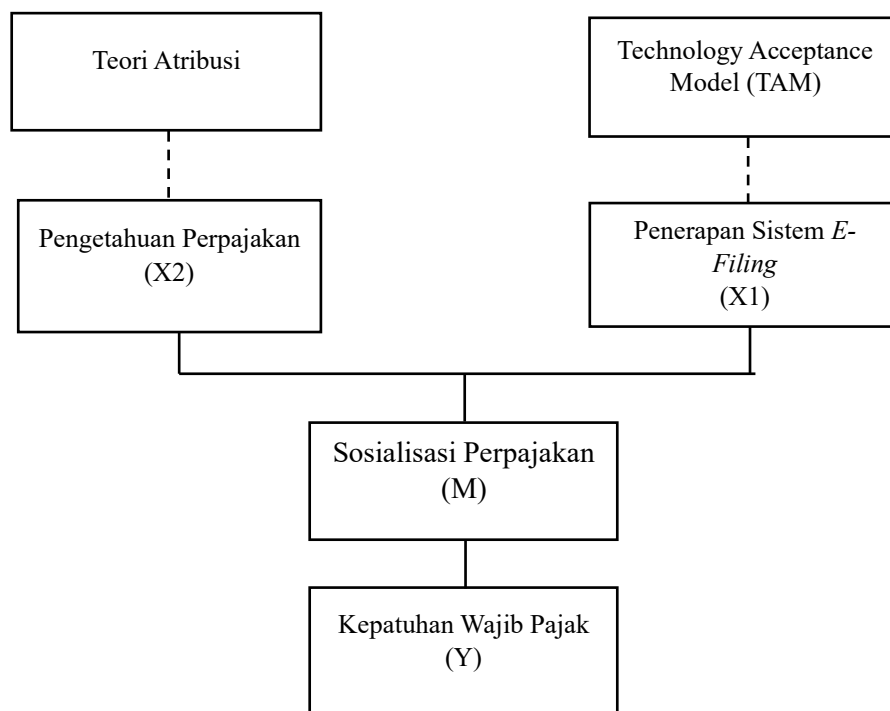 Teori Atribusi
Technology Acceptance
Model (TAM)
Pengetahuan Perpajakan
(X2)
Penerapan Sistem E-
Filing
(X1)
Sosialisasi Perpajakan
(M)
Kepatuhan Wajib Pajak
(Y)